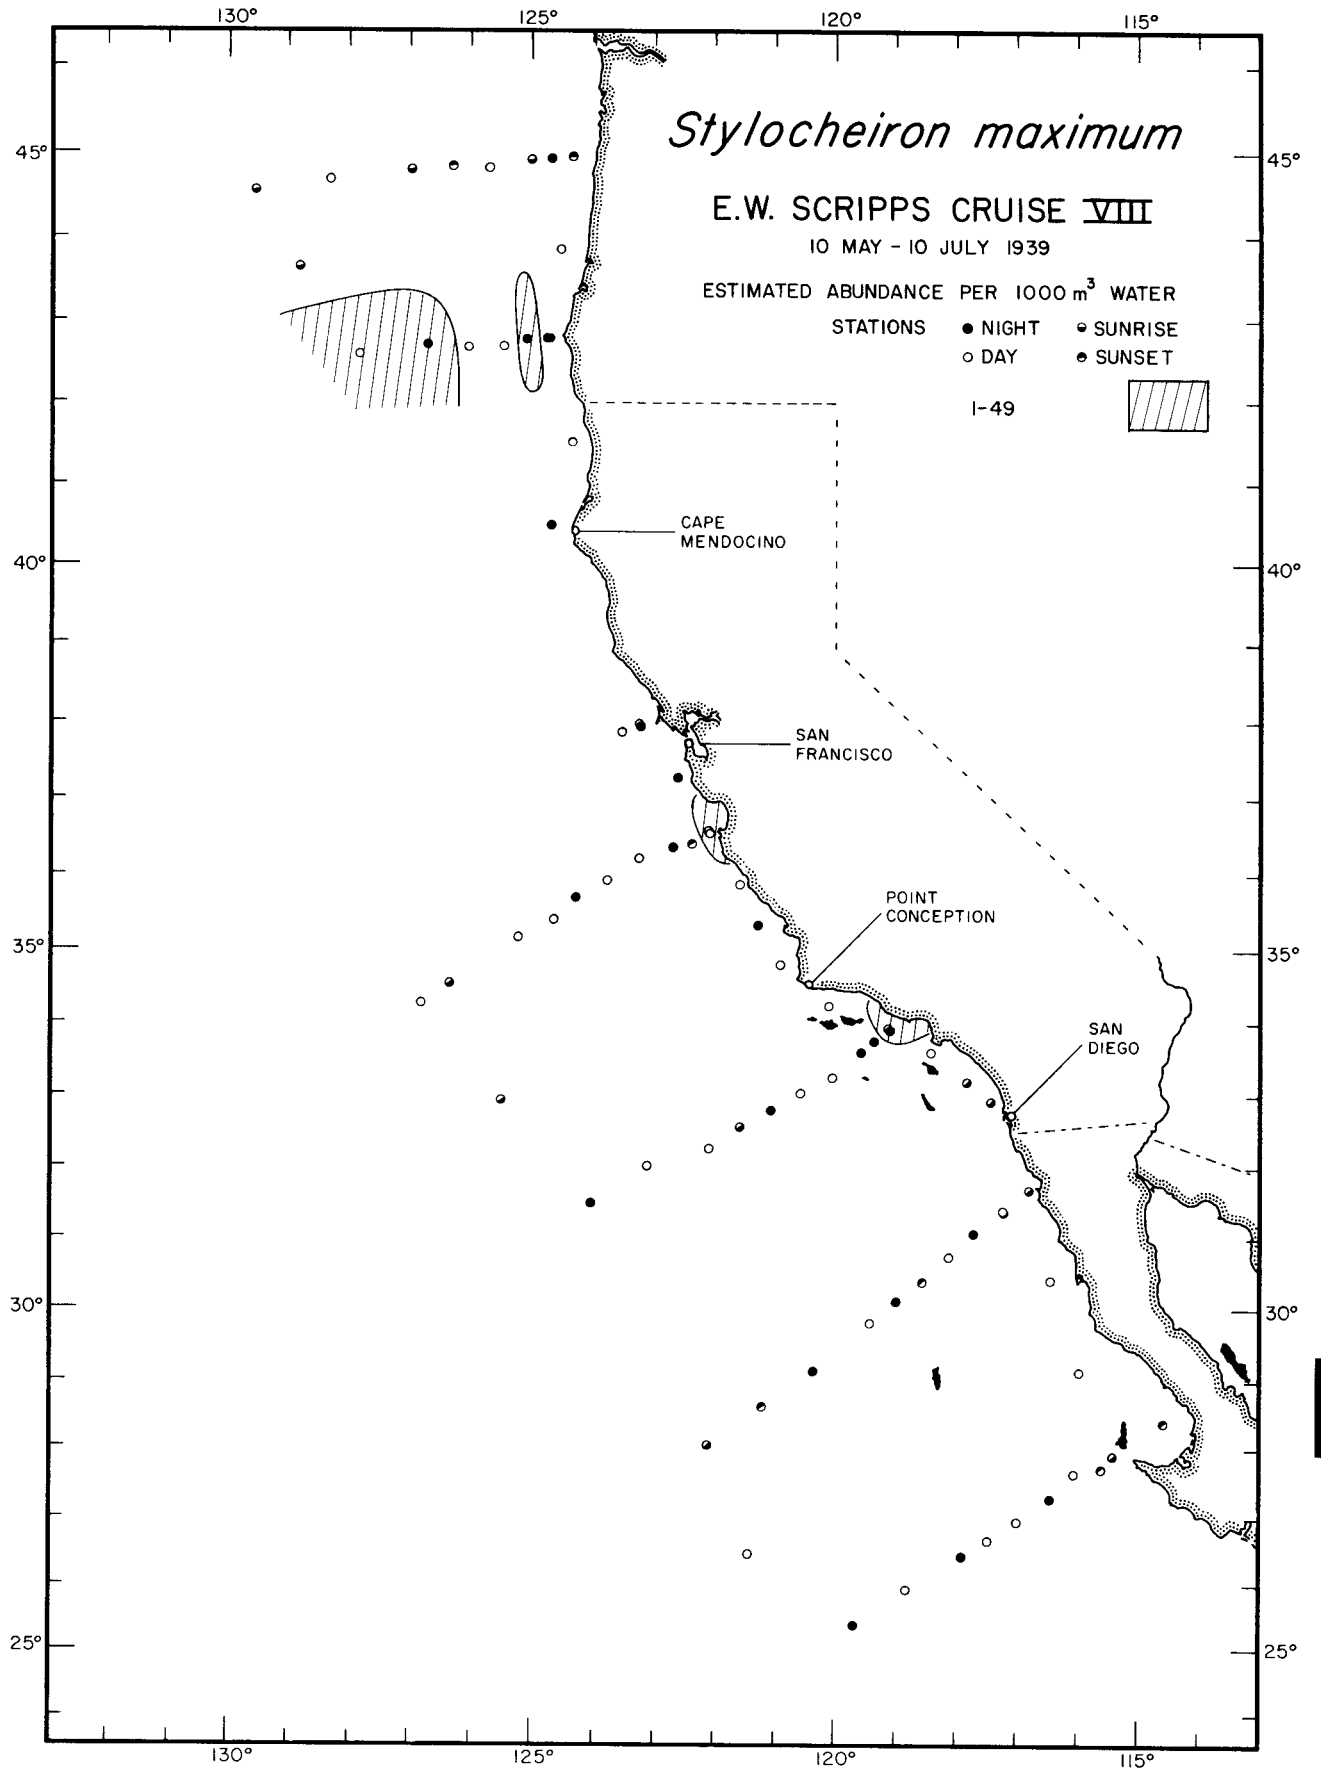 130° 125° 120° 115°
Stylocheiron maximum
45° 45°
E.W. SCRIPPS CRUISE VIII
10 MAY - 10 JULY 1939
ESTIMATED ABUNDANCE PER 1000 m³ WATER
STATIONS ● NIGHT SUNRISE
○ DAY SUNSET
1-49
CAPE
MENDOCINO
40° 40°
SAN
FRANCISCO
POINT
CONCEPTION
35° 35°
SAN
DIEGO
30° 30°
25° 25°
130° 125° 120° 115°